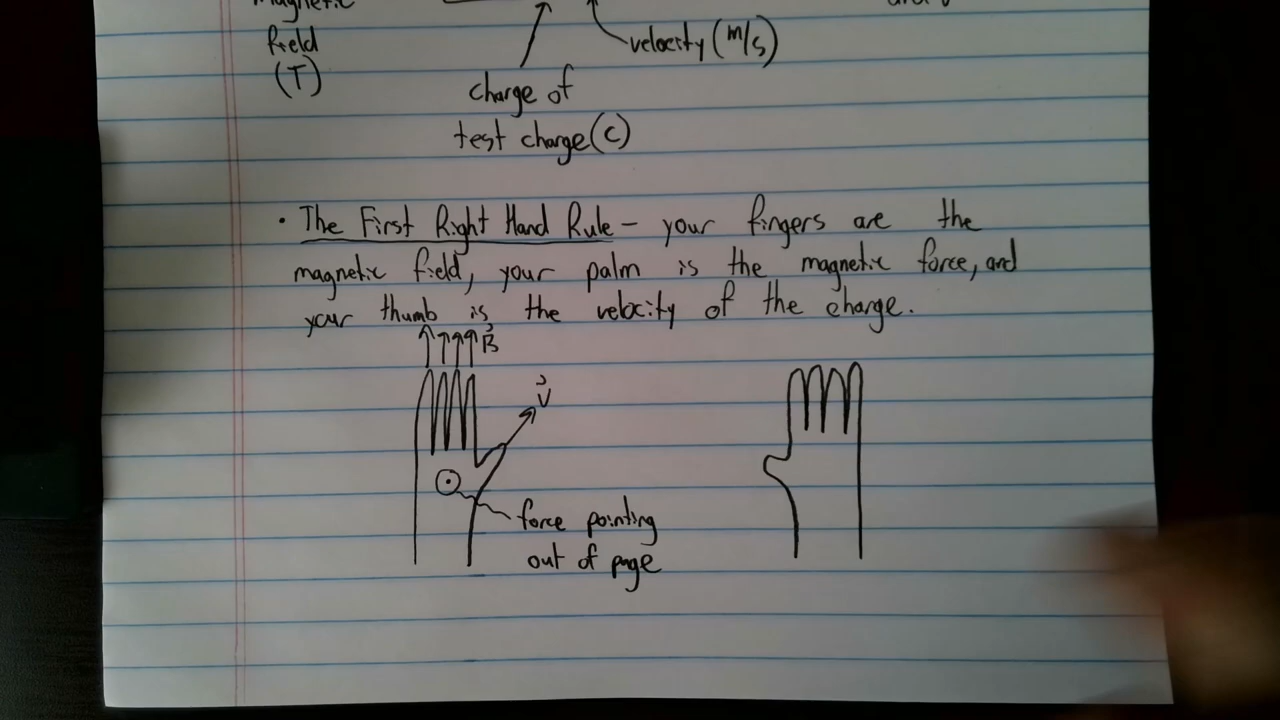 magnetic
field
(T)
velocity (m/s)
charge of
test charge (C)
• The First Right Hand Rule – your fingers are the
magnetic field, your palm is the magnetic force, and
your thumb is the velocity of the charge.
B⃗
v⃗
force pointing
out of page